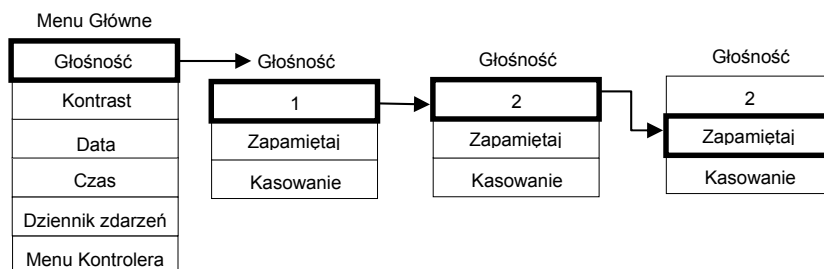 Menu Główne
Głośność
Kontrast
Data
Czas
Dziennik zdarzeń
Menu Kontrolera
Głośność
1
Zapamiętaj
Kasowanie
Głośność
2
Zapamiętaj
Kasowanie
Głośność
2
Zapamiętaj
Kasowanie